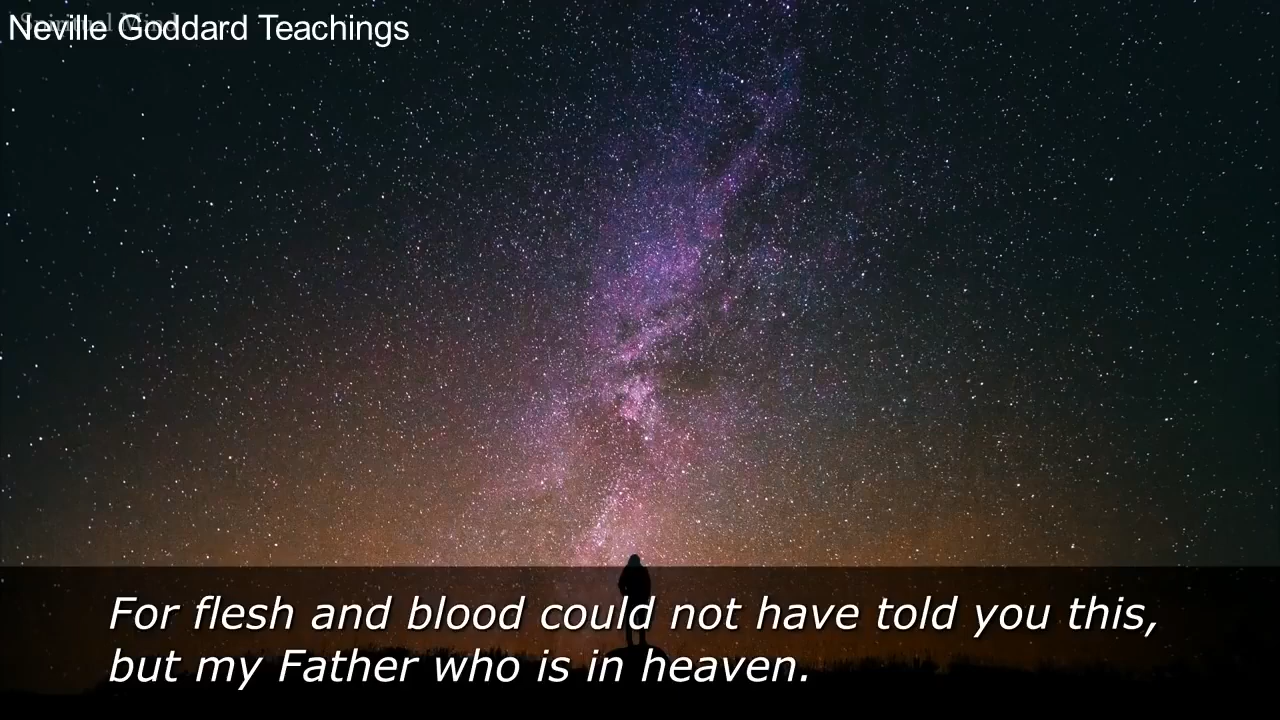 Neville Goddard Teachings
For flesh and blood could not have told you this,
but my Father who is in heaven.